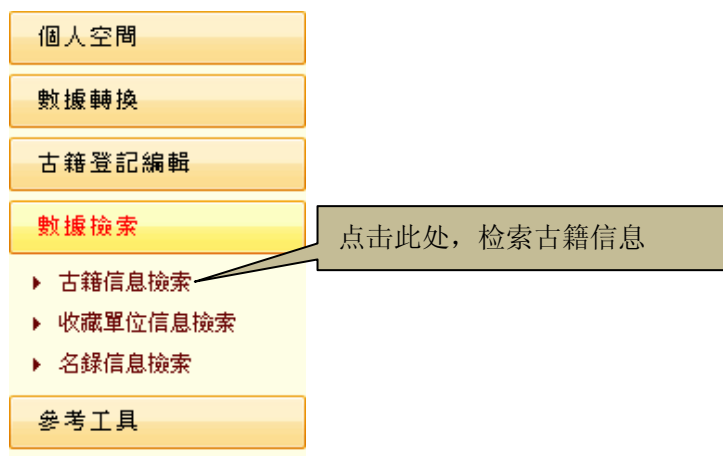 個人空間
數據轉換
古籍登記編輯
數據檢索
点击此处，检索古籍信息
古籍信息檢索
收藏單位信息檢索
名錄信息檢索
參考工具